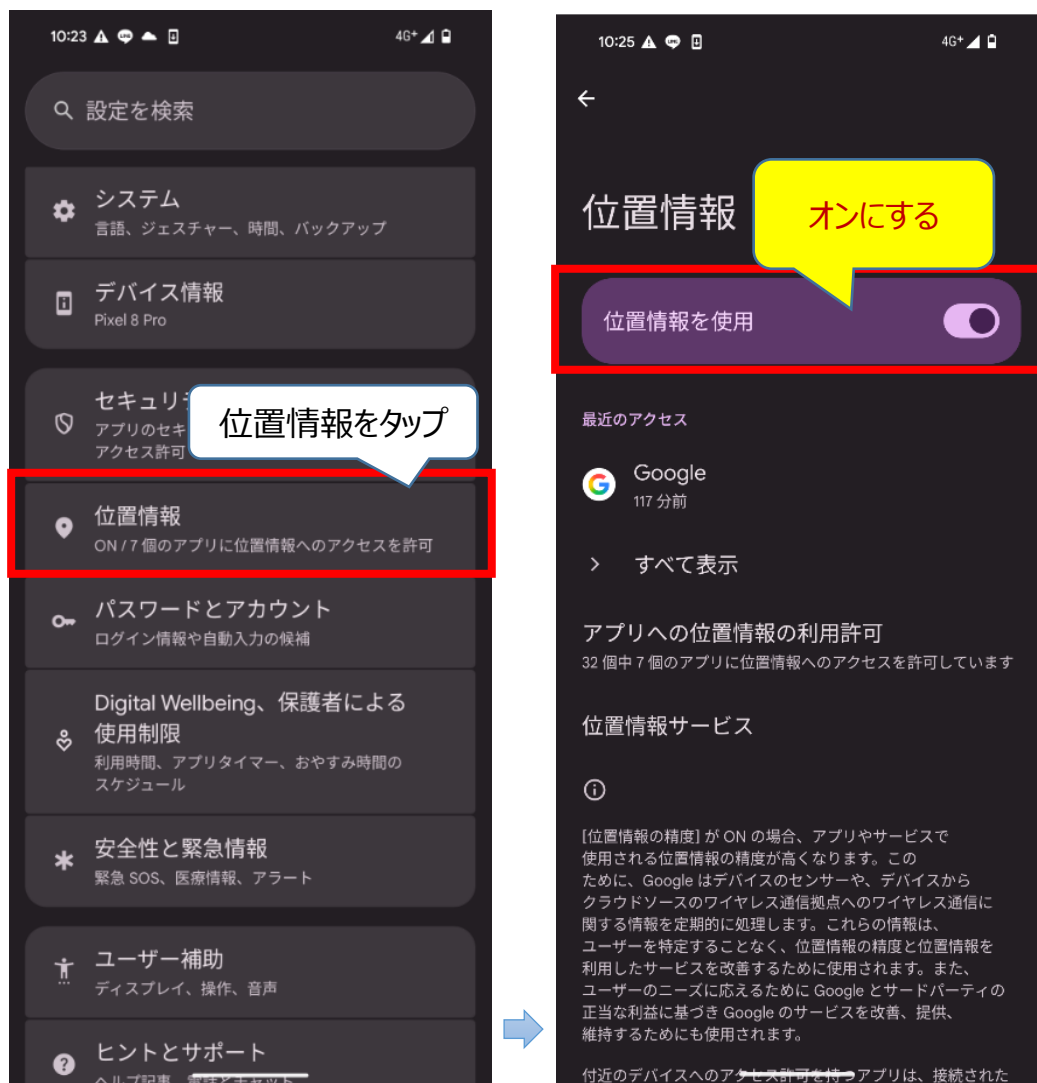 10:23
4G+
設定を検索
システム
言語、ジェスチャー、時間、バックアップ
デバイス情報
Pixel 8 Pro
セキュリ
アプリのセキ
アクセス許可
位置情報をタップ
位置情報
ON / 7 個のアプリに位置情報へのアクセスを許可
パスワードとアカウント
ログイン情報や自動入力の候補
Digital Wellbeing、保護者による
使用制限
利用時間、アプリタイマー、おやすみ時間の
スケジュール
安全性と緊急情報
緊急 SOS、医療情報、アラート
ユーザー補助
ディスプレイ、操作、音声
ヒントとサポート
10:25
4G+
位置情報
オンにする
位置情報を使用
最近のアクセス
Google
117 分前
すべて表示
アプリへの位置情報の利用許可
32 個中 7 個のアプリに位置情報へのアクセスを許可しています
位置情報サービス
[位置情報の精度] が ON の場合、アプリやサービスで
使用される位置情報の精度が高くなります。この
ために、Google はデバイスのセンサーや、デバイスから
クラウドソースのワイヤレス通信拠点へのワイヤレス通信に
関する情報を定期的に処理します。これらの情報は、
ユーザーを特定することなく、位置情報の精度と位置情報を
利用したサービスを改善するために使用されます。また、
ユーザーのニーズに応えるために Google とサードパーティの
正当な利益に基づき Google のサービスを改善、提供、
維持するためにも使用されます。
付近のデバイスへのアクセス許可を持つアプリは、接続された